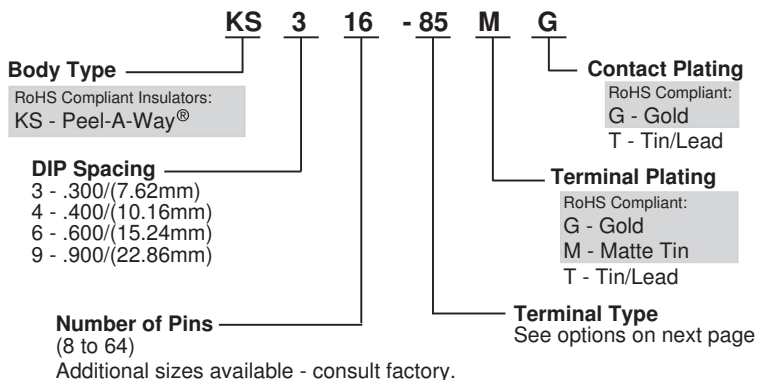 KS 3 16 - 85 M G
Body Type
RoHS Compliant Insulators:
KS - Peel-A-Way®
DIP Spacing
3 - .300/(7.62mm)
4 - .400/(10.16mm)
6 - .600/(15.24mm)
9 - .900/(22.86mm)
Number of Pins
(8 to 64)
Additional sizes available - consult factory.
Contact Plating
RoHS Compliant:
G - Gold
T - Tin/Lead
Terminal Plating
RoHS Compliant:
G - Gold
M - Matte Tin
T - Tin/Lead
Terminal Type
See options on next page